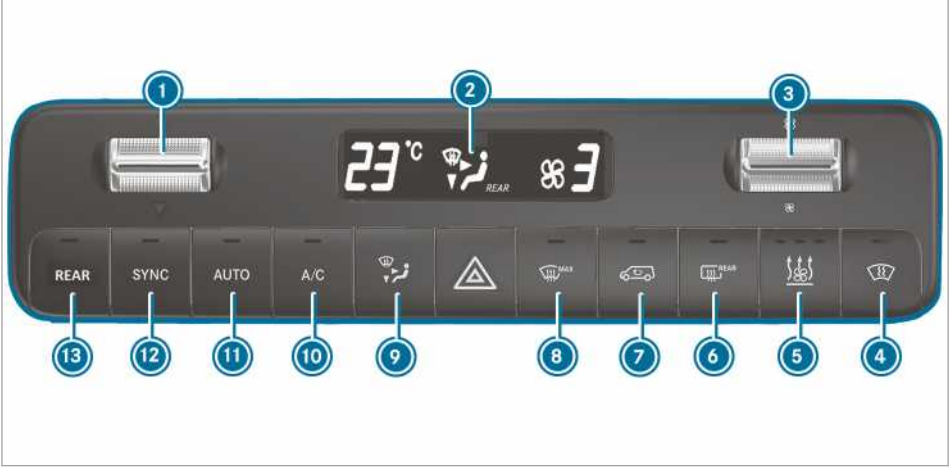 1 2 3
23 °C REAR 3
REAR SYNC AUTO A/C MAX REAR
13 12 11 10 9 8 7 6 5 4